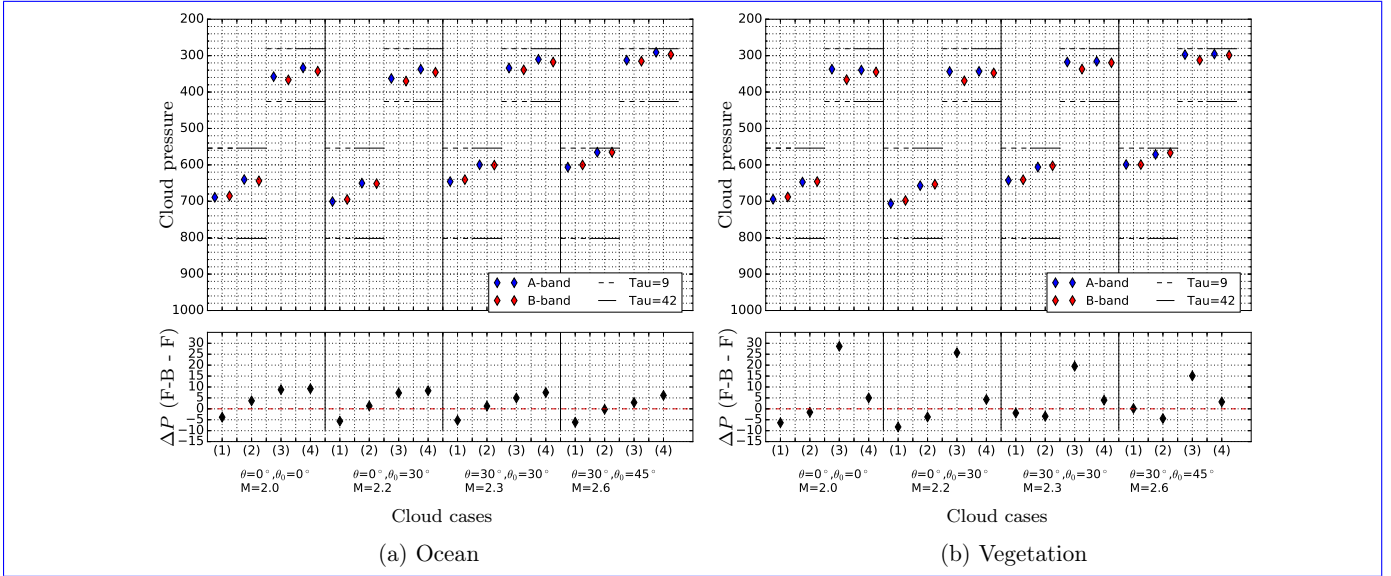 200
300
400
500
600
700
800
900
1000
Cloud pressure
A-band
B-band
Tau=9
Tau=42
30
25
20
15
10
5
0
−5
−10
−15
ΔP (F-B - F)
(1) (2) (3) (4) (1) (2) (3) (4) (1) (2) (3) (4) (1) (2) (3) (4)
θ=0°,θ₀=0° θ=0°,θ₀=30° θ=30°,θ₀=30° θ=30°,θ₀=45°
M=2.0 M=2.2 M=2.3 M=2.6
Cloud cases
(a) Ocean
200
300
400
500
600
700
800
900
1000
Cloud pressure
A-band
B-band
Tau=9
Tau=42
30
25
20
15
10
5
0
−5
−10
−15
ΔP (F-B - F)
(1) (2) (3) (4) (1) (2) (3) (4) (1) (2) (3) (4) (1) (2) (3) (4)
θ=0°,θ₀=0° θ=0°,θ₀=30° θ=30°,θ₀=30° θ=30°,θ₀=45°
M=2.0 M=2.2 M=2.3 M=2.6
Cloud cases
(b) Vegetation